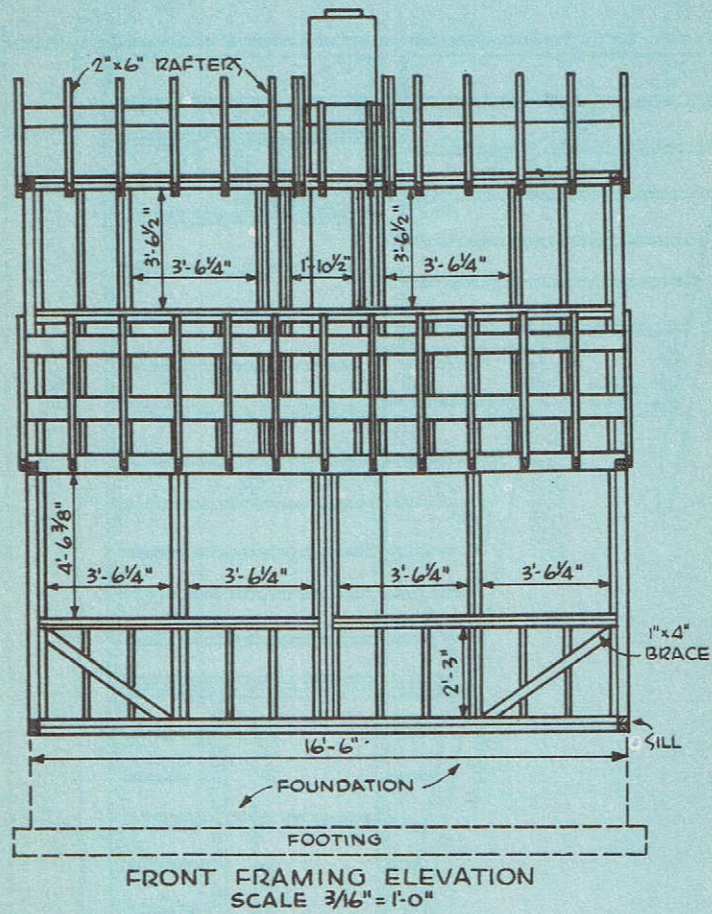 2"x6" RAFTERS
3'-6½"
3'-6¼"
1'-10½"
3'-6½"
3'-6¼"
4'-6⅜"
3'-6¼"
3'-6¼"
3'-6¼"
3'-6¼"
2'-3"
1"x4"
BRACE
SILL
16'-6"
FOUNDATION
FOOTING
FRONT FRAMING ELEVATION
SCALE 3/16" = 1'-0"